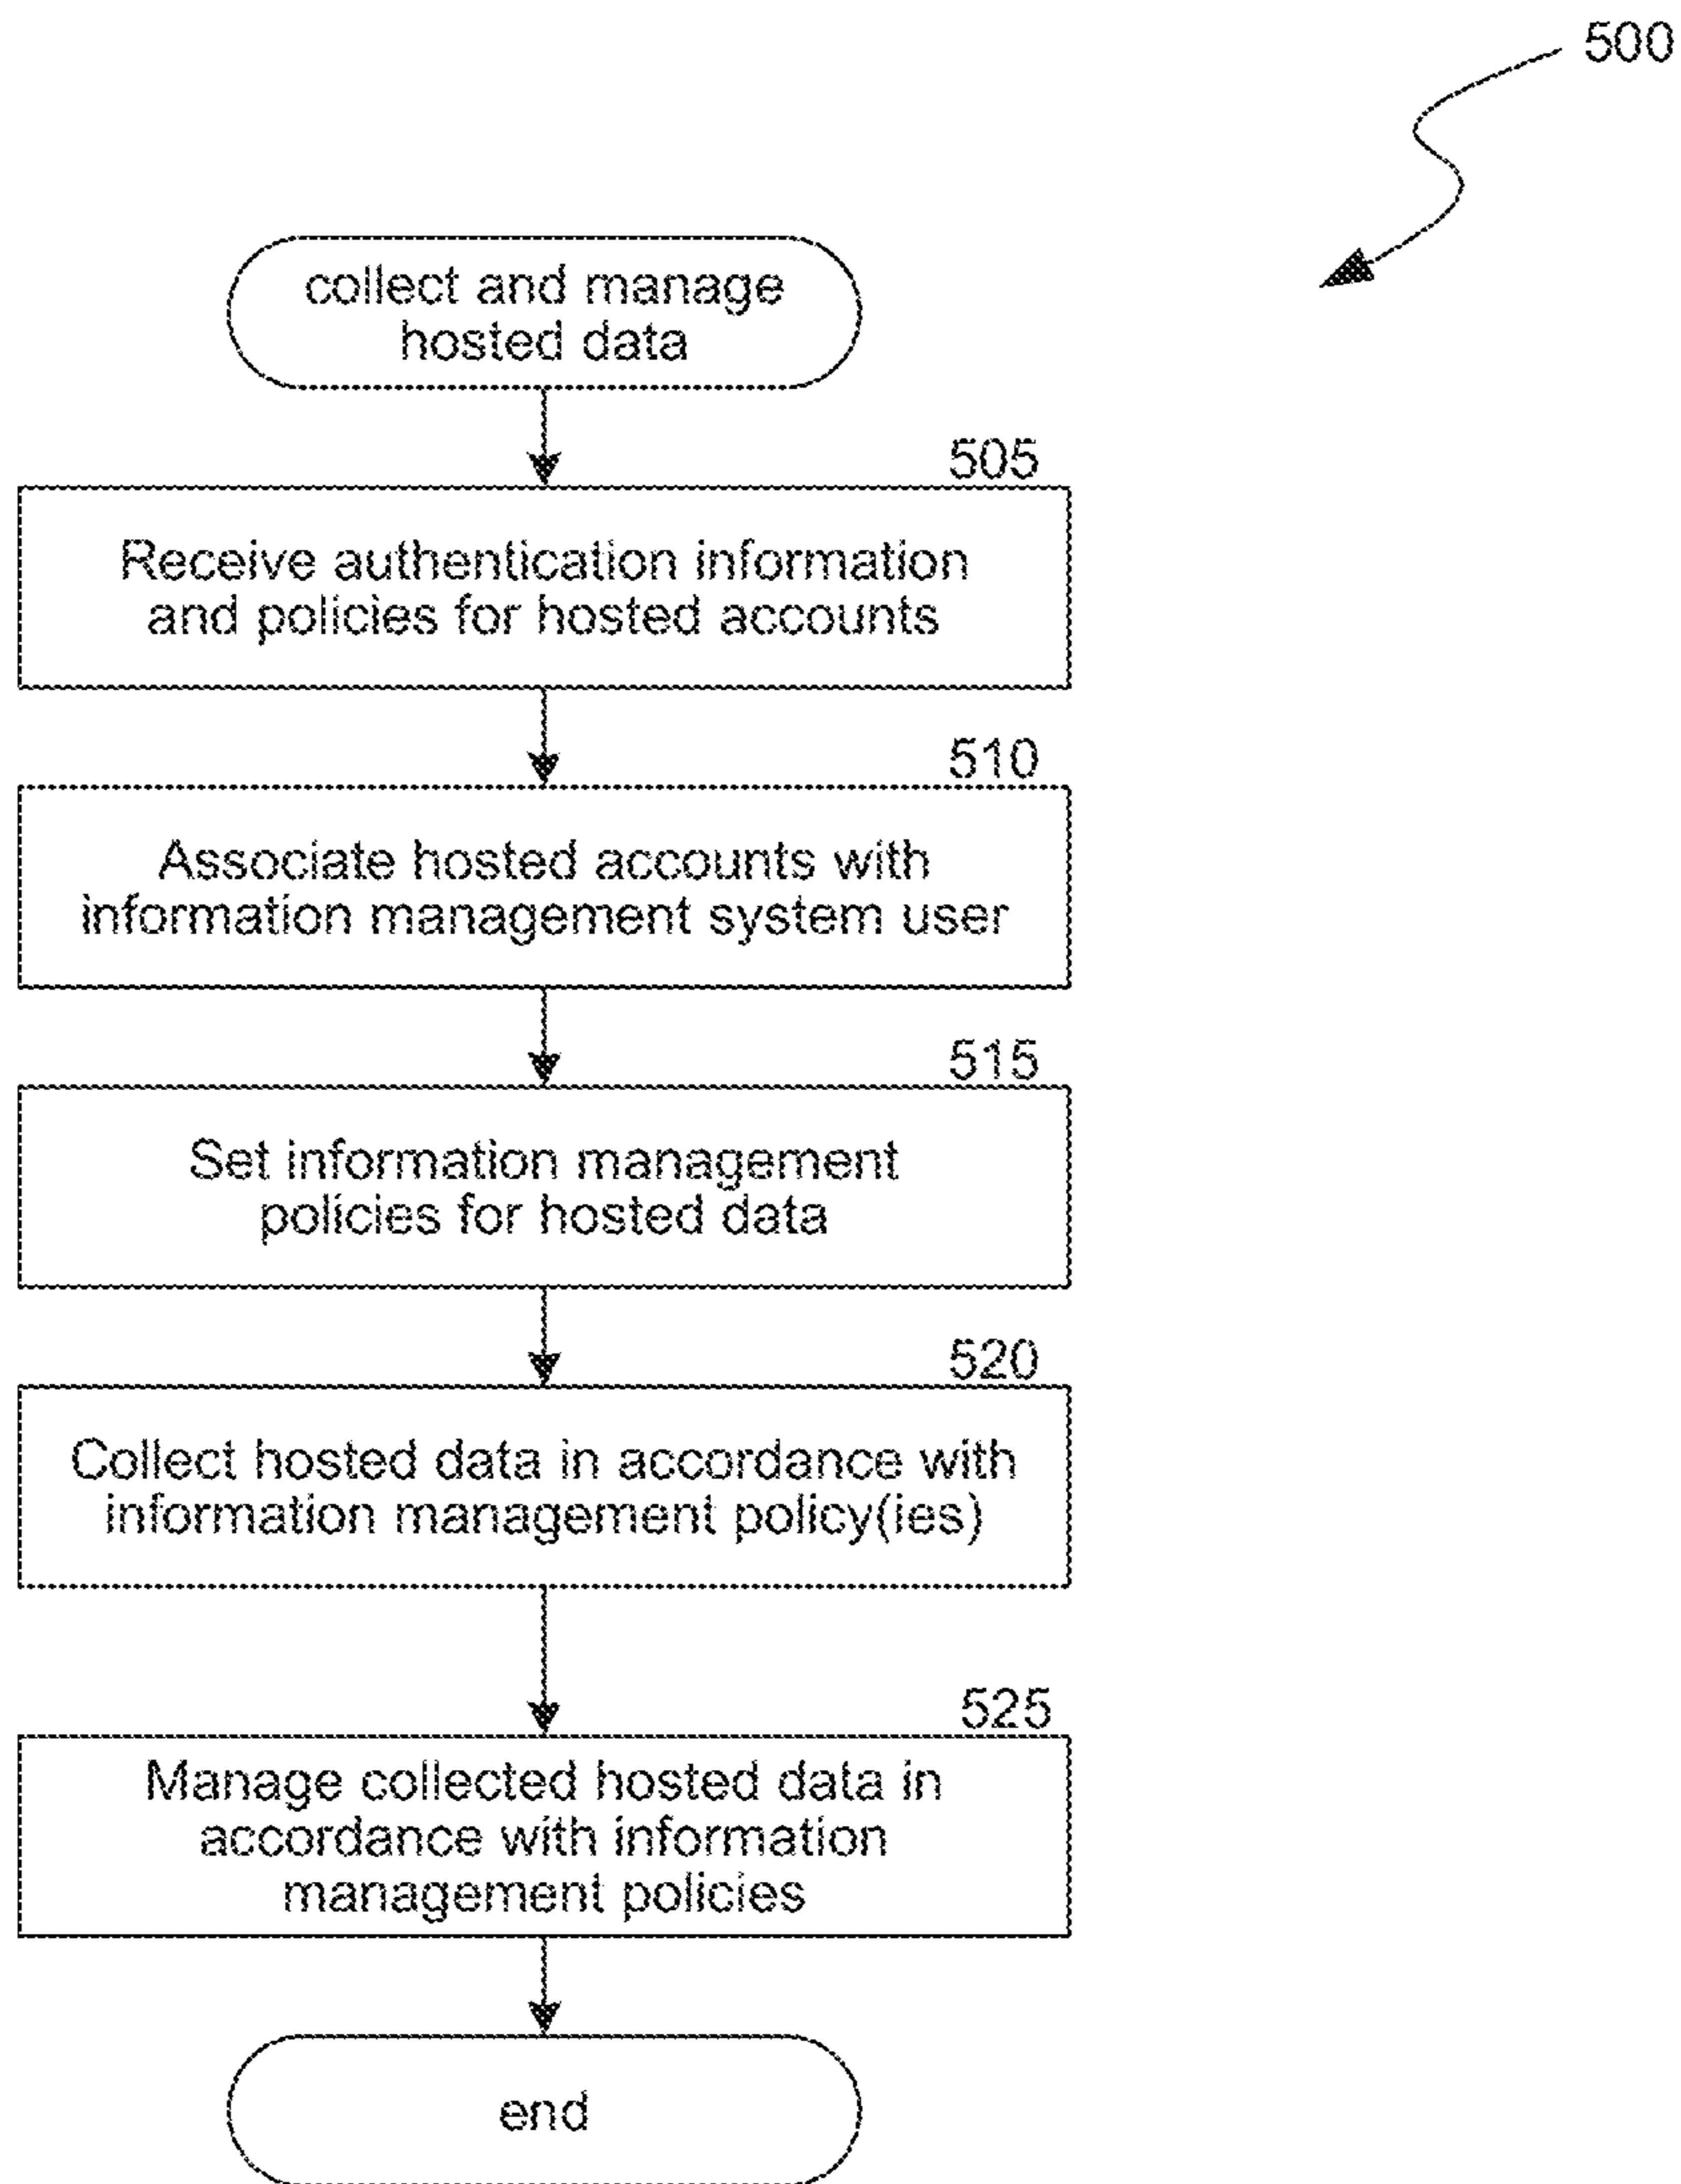 500
collect and manage
hosted data
505
Receive authentication information
and policies for hosted accounts
510
Associate hosted accounts with
information management system user
515
Set information management
policies for hosted data
520
Collect hosted data in accordance with
information management policy(ies)
525
Manage collected hosted data in
accordance with information
management policies
end